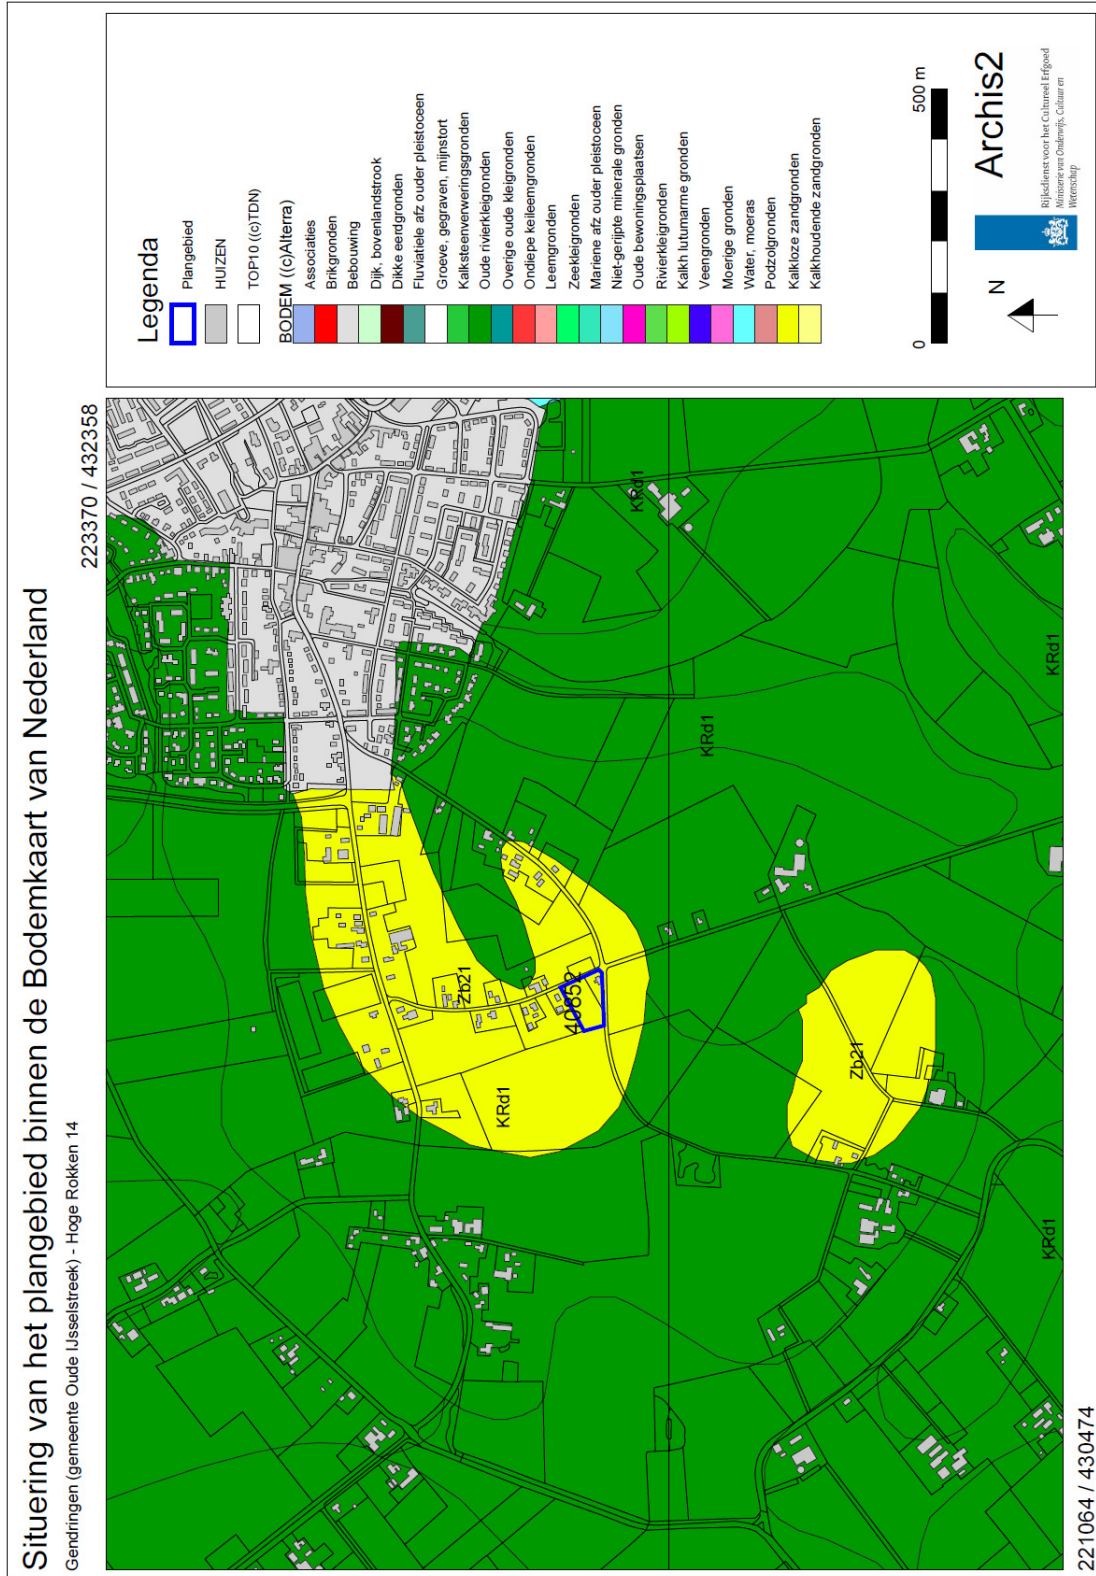 Situering van het plangebied binnen de Bodemkaart van Nederland
Gendringen (gemeente Oude IJsselstreek) - Hoge Rokken 14
223370 / 432358
KRd1
KRd1
KRd1
Zb21
40652
KRd1
Zb21
KRd1
221064 / 430474
Legenda
Plangebied
HUIZEN
TOP10 ((c)TDN)
BODEM ((c)Alterra)
Associaties
Brikgronden
Bebouwing
Dijk, bovenlandstrook
Dikke eerdgronden
Fluviatiele afz ouder pleistoceen
Groeve, gegraven, mijnstort
Kalksteenverweringsgronden
Oude rivierkleigronden
Overige oude kleigronden
Ondiepe keileemgronden
Leemgronden
Zeekleigronden
Mariene afz ouder pleistoceen
Niet-gerijpte minerale gronden
Oude bewoningsplaatsen
Rivierkleigronden
Kalkh lutumarme gronden
Veengronden
Moerige gronden
Water, moeras
Podzolgronden
Kalkloze zandgronden
Kalkhoudende zandgronden
0
500 m
N
Archis2
Rijksdienst voor het Cultureel Erfgoed
Ministerie van Onderwijs, Cultuur en
Wetenschap